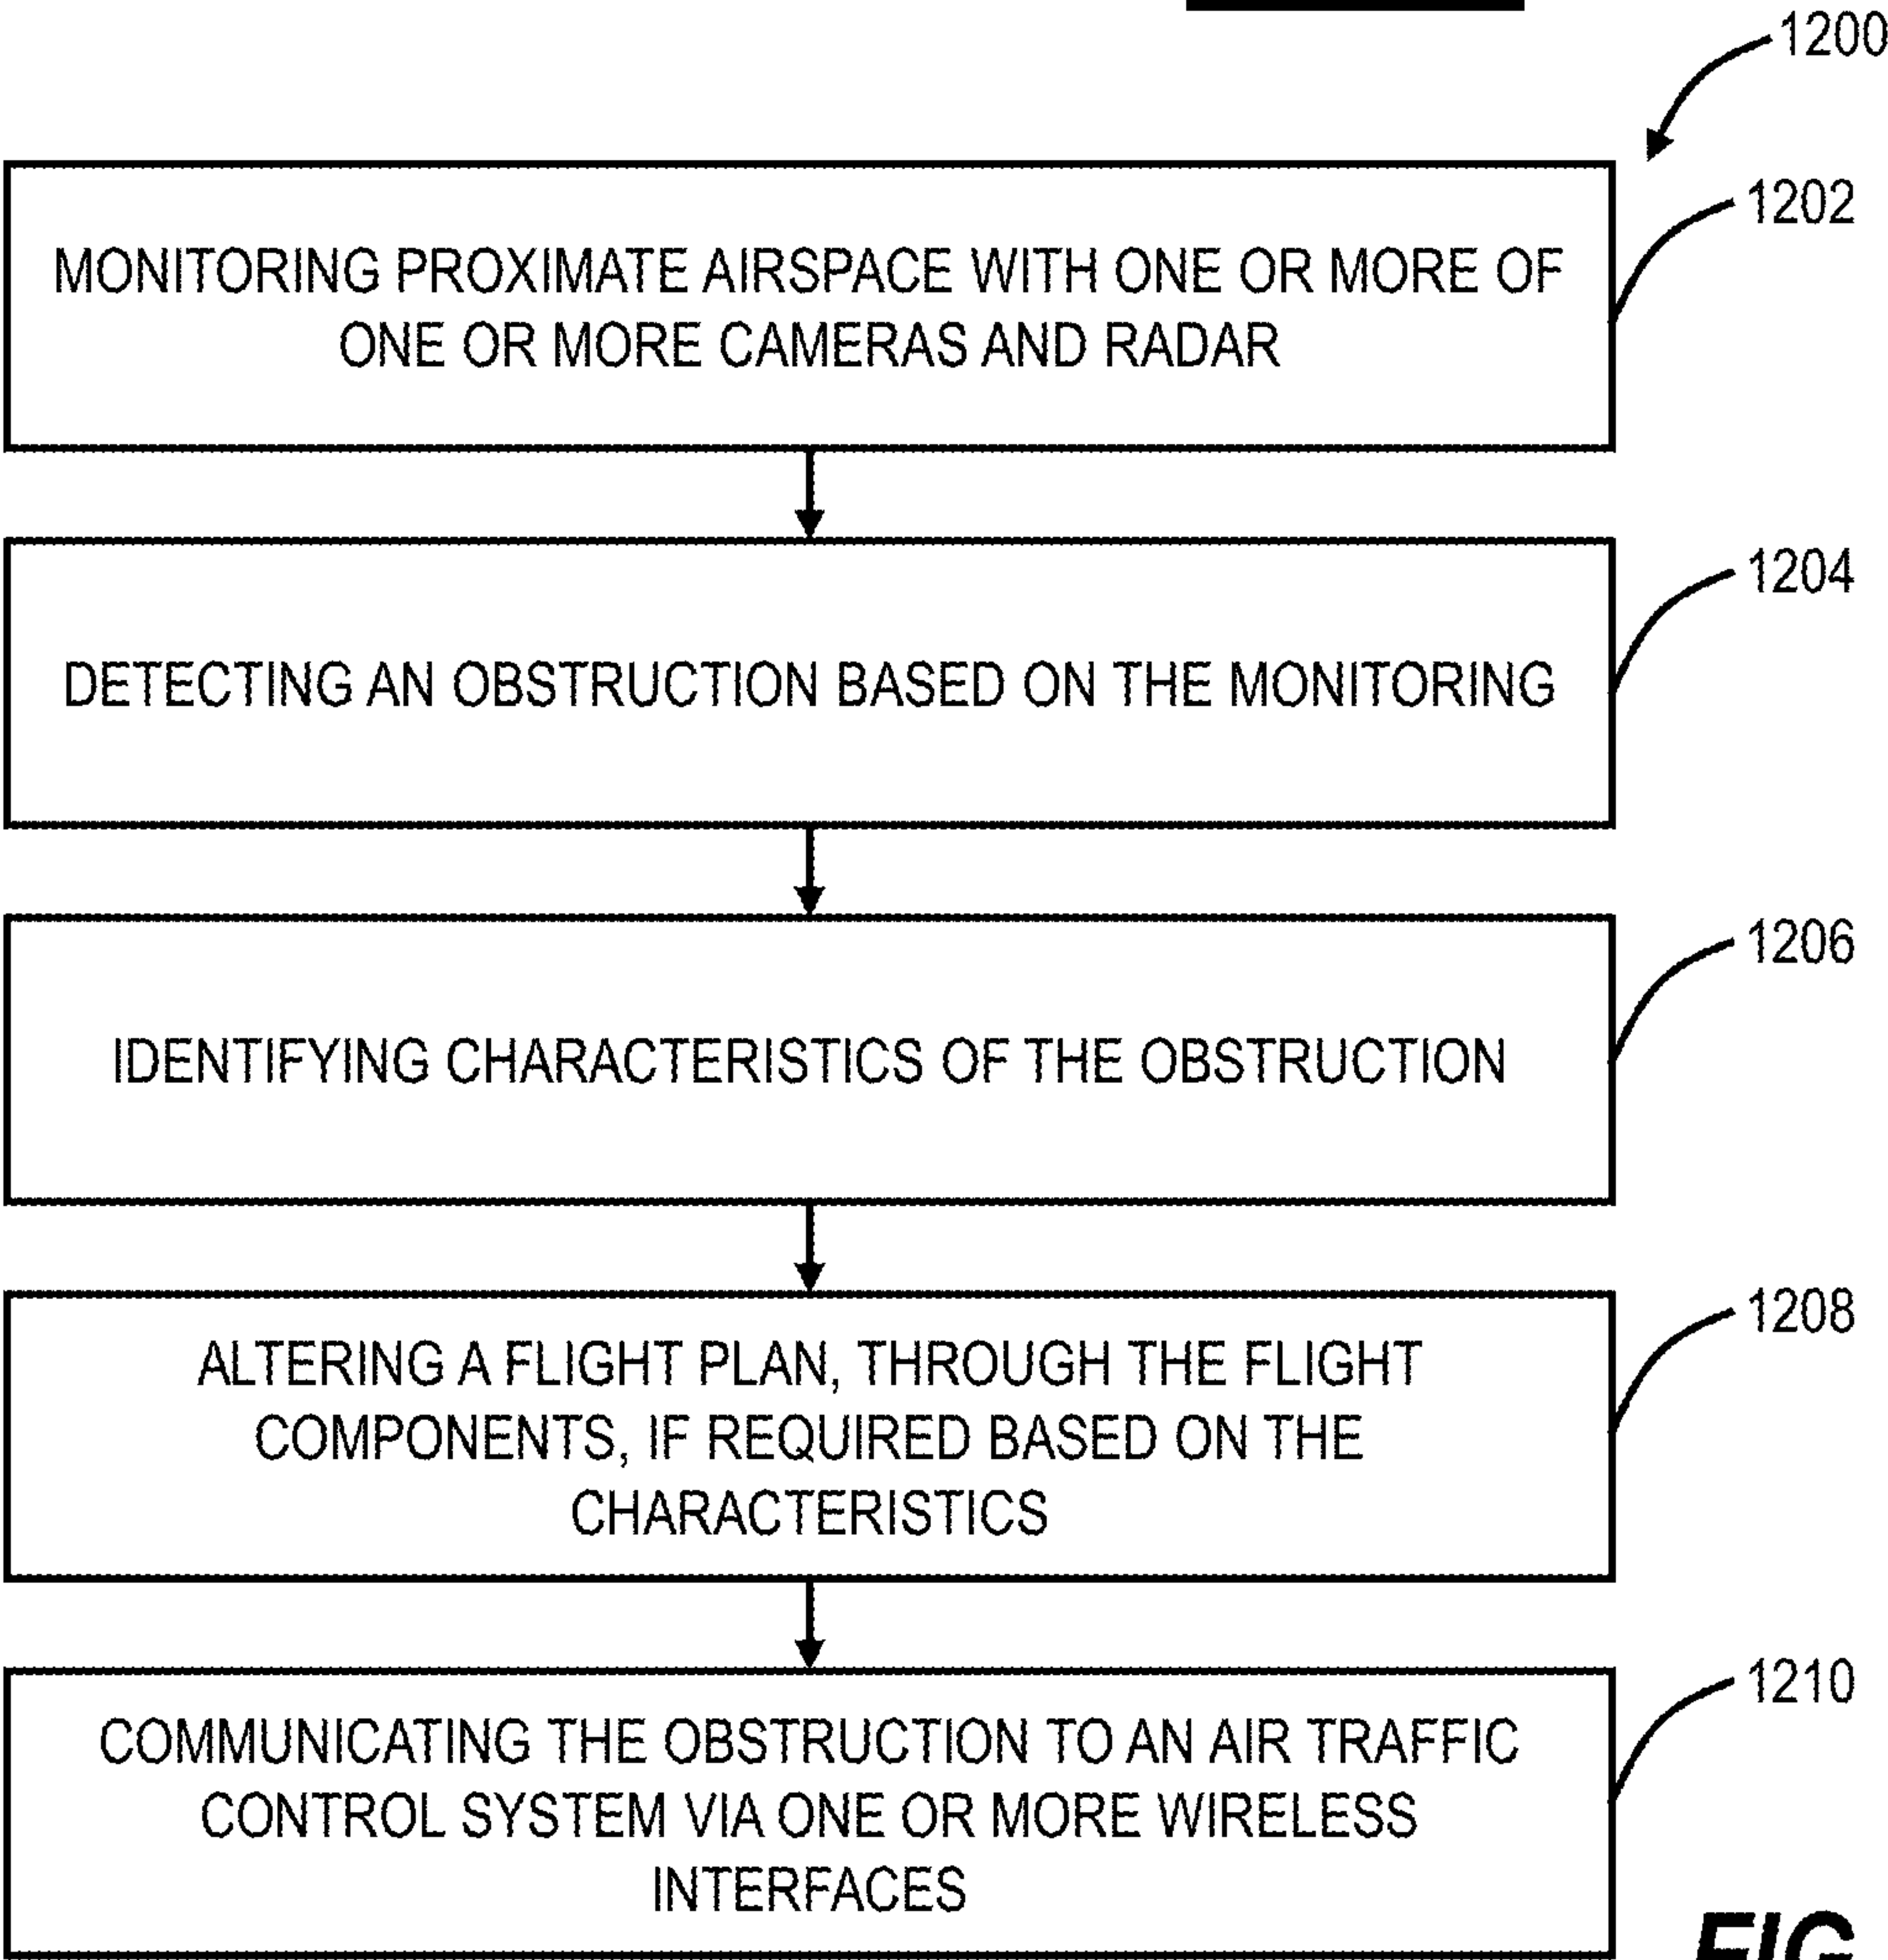 1200
1202
MONITORING PROXIMATE AIRSPACE WITH ONE OR MORE OF
ONE OR MORE CAMERAS AND RADAR
1204
DETECTING AN OBSTRUCTION BASED ON THE MONITORING
1206
IDENTIFYING CHARACTERISTICS OF THE OBSTRUCTION
1208
ALTERING A FLIGHT PLAN, THROUGH THE FLIGHT
COMPONENTS, IF REQUIRED BASED ON THE
CHARACTERISTICS
1210
COMMUNICATING THE OBSTRUCTION TO AN AIR TRAFFIC
CONTROL SYSTEM VIA ONE OR MORE WIRELESS
INTERFACES
FIG